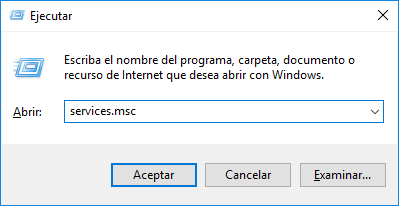 Ejecutar
Escriba el nombre del programa, carpeta, documento o
recurso de Internet que desea abrir con Windows.
Abrir: services.msc
Aceptar Cancelar Examinar...